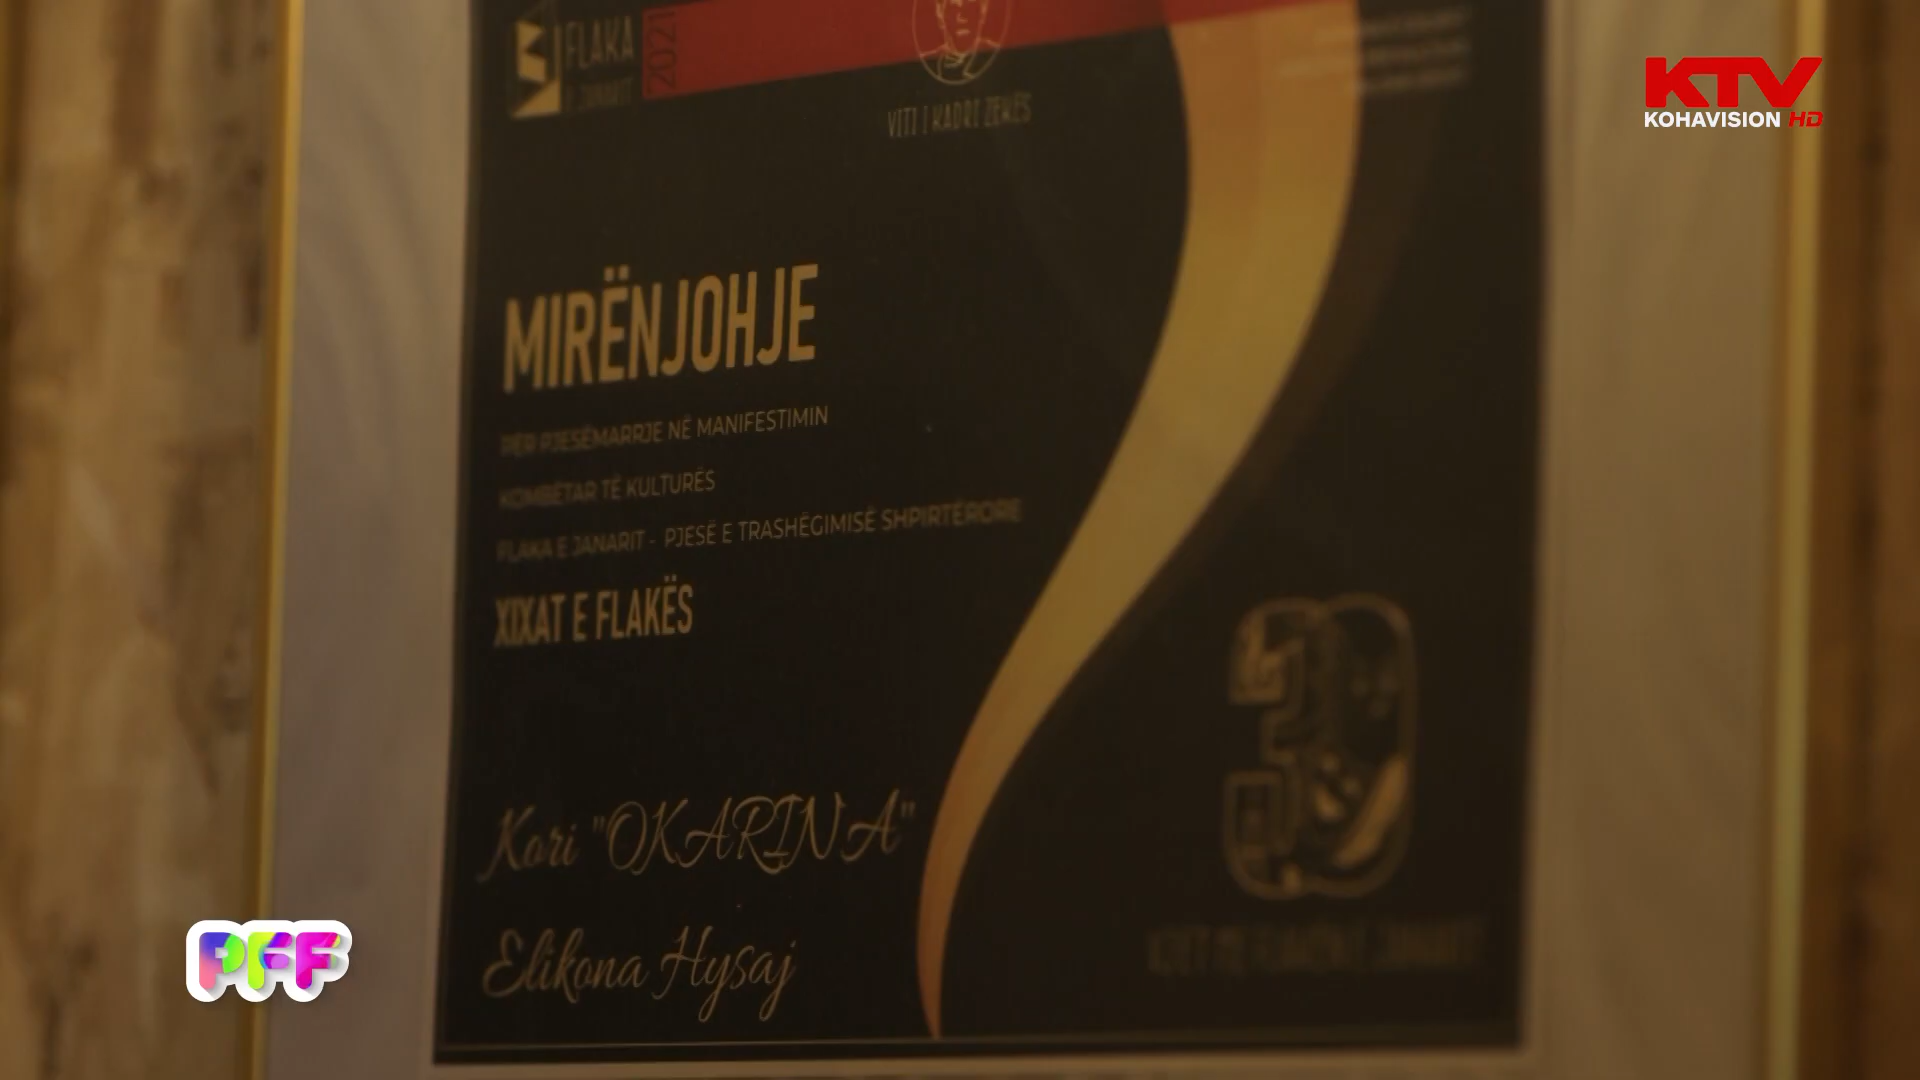 FLAKA
E JANARIT
2021
VITI I KADRI ZEKËS
KTV
KOHAVISION HD
MIRËNJOHJE
PËR PJESËMARRJE NË MANIFESTIMIN
KOMBËTAR TË KULTURËS
FLAKA E JANARIT - PJESË E TRASHËGIMISË SHPIRTËRORE
XIXAT E FLAKËS
30
Kori "OKARINA"
Elikona Hysaj
PFF